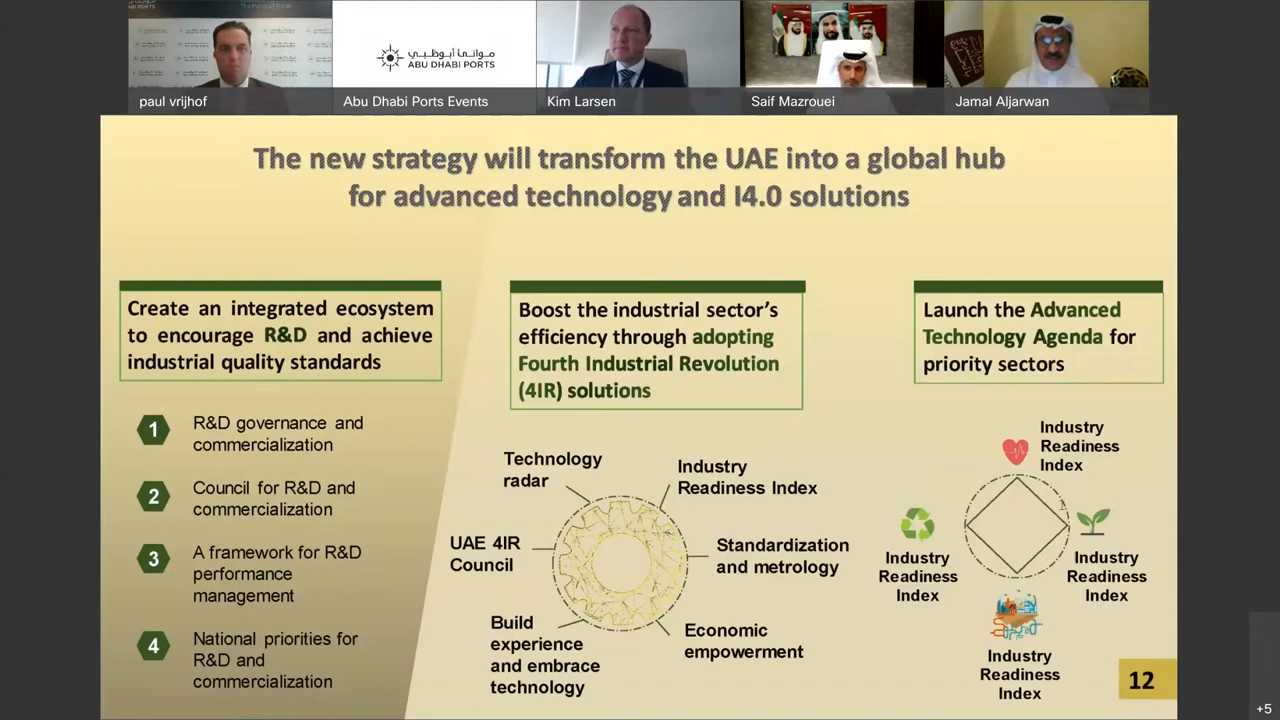 paul vrijhof
موانئ أبوظبي
ABU DHABI PORTS
Abu Dhabi Ports Events
Kim Larsen
Saif Mazrouei
Jamal Aljarwan
The new strategy will transform the UAE into a global hub
for advanced technology and I4.0 solutions
Create an integrated ecosystem
to encourage R&D and achieve
industrial quality standards
1
R&D governance and
commercialization
2
Council for R&D and
commercialization
3
A framework for R&D
performance
management
4
National priorities for
R&D and
commercialization
Boost the industrial sector's
efficiency through adopting
Fourth Industrial Revolution
(4IR) solutions
Technology
radar
Industry
Readiness Index
UAE 4IR
Council
Standardization
and metrology
Build
experience
and embrace
technology
Economic
empowerment
Launch the Advanced
Technology Agenda for
priority sectors
Industry
Readiness
Index
Industry
Readiness
Index
Industry
Readiness
Index
Industry
Readiness
Index
12
+5